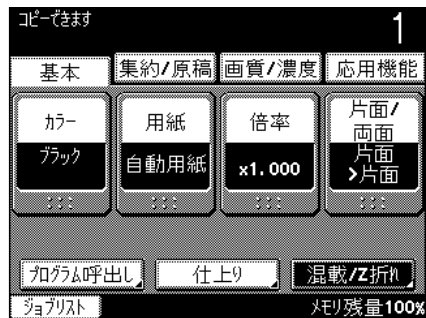 コピーできます
1
基本 集約/原稿 画質/濃度 応用機能
カラー 用紙 倍率 片面/
両面
ブラック 自動用紙 x1.000 片面
>片面
プログラム呼出し 仕上り 混載/Z折れ
ジョブリスト メモリ残量100%